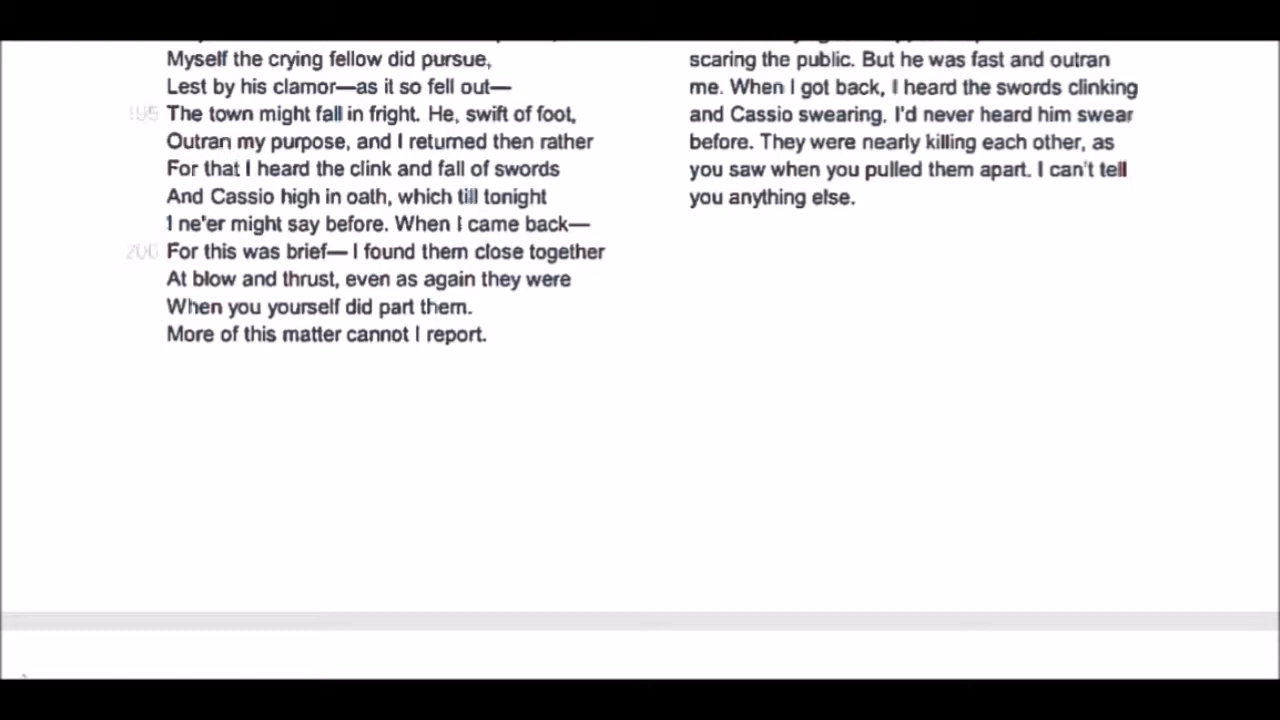 Myself the crying fellow did pursue,
Lest by his clamor—as it so fell out—
195 The town might fall in fright. He, swift of foot,
Outran my purpose, and I returned then rather
For that I heard the clink and fall of swords
And Cassio high in oath, which till tonight
I ne'er might say before. When I came back—
200 For this was brief— I found them close together
At blow and thrust, even as again they were
When you yourself did part them.
More of this matter cannot I report.
scaring the public. But he was fast and outran
me. When I got back, I heard the swords clinking
and Cassio swearing. I'd never heard him swear
before. They were nearly killing each other, as
you saw when you pulled them apart. I can't tell
you anything else.